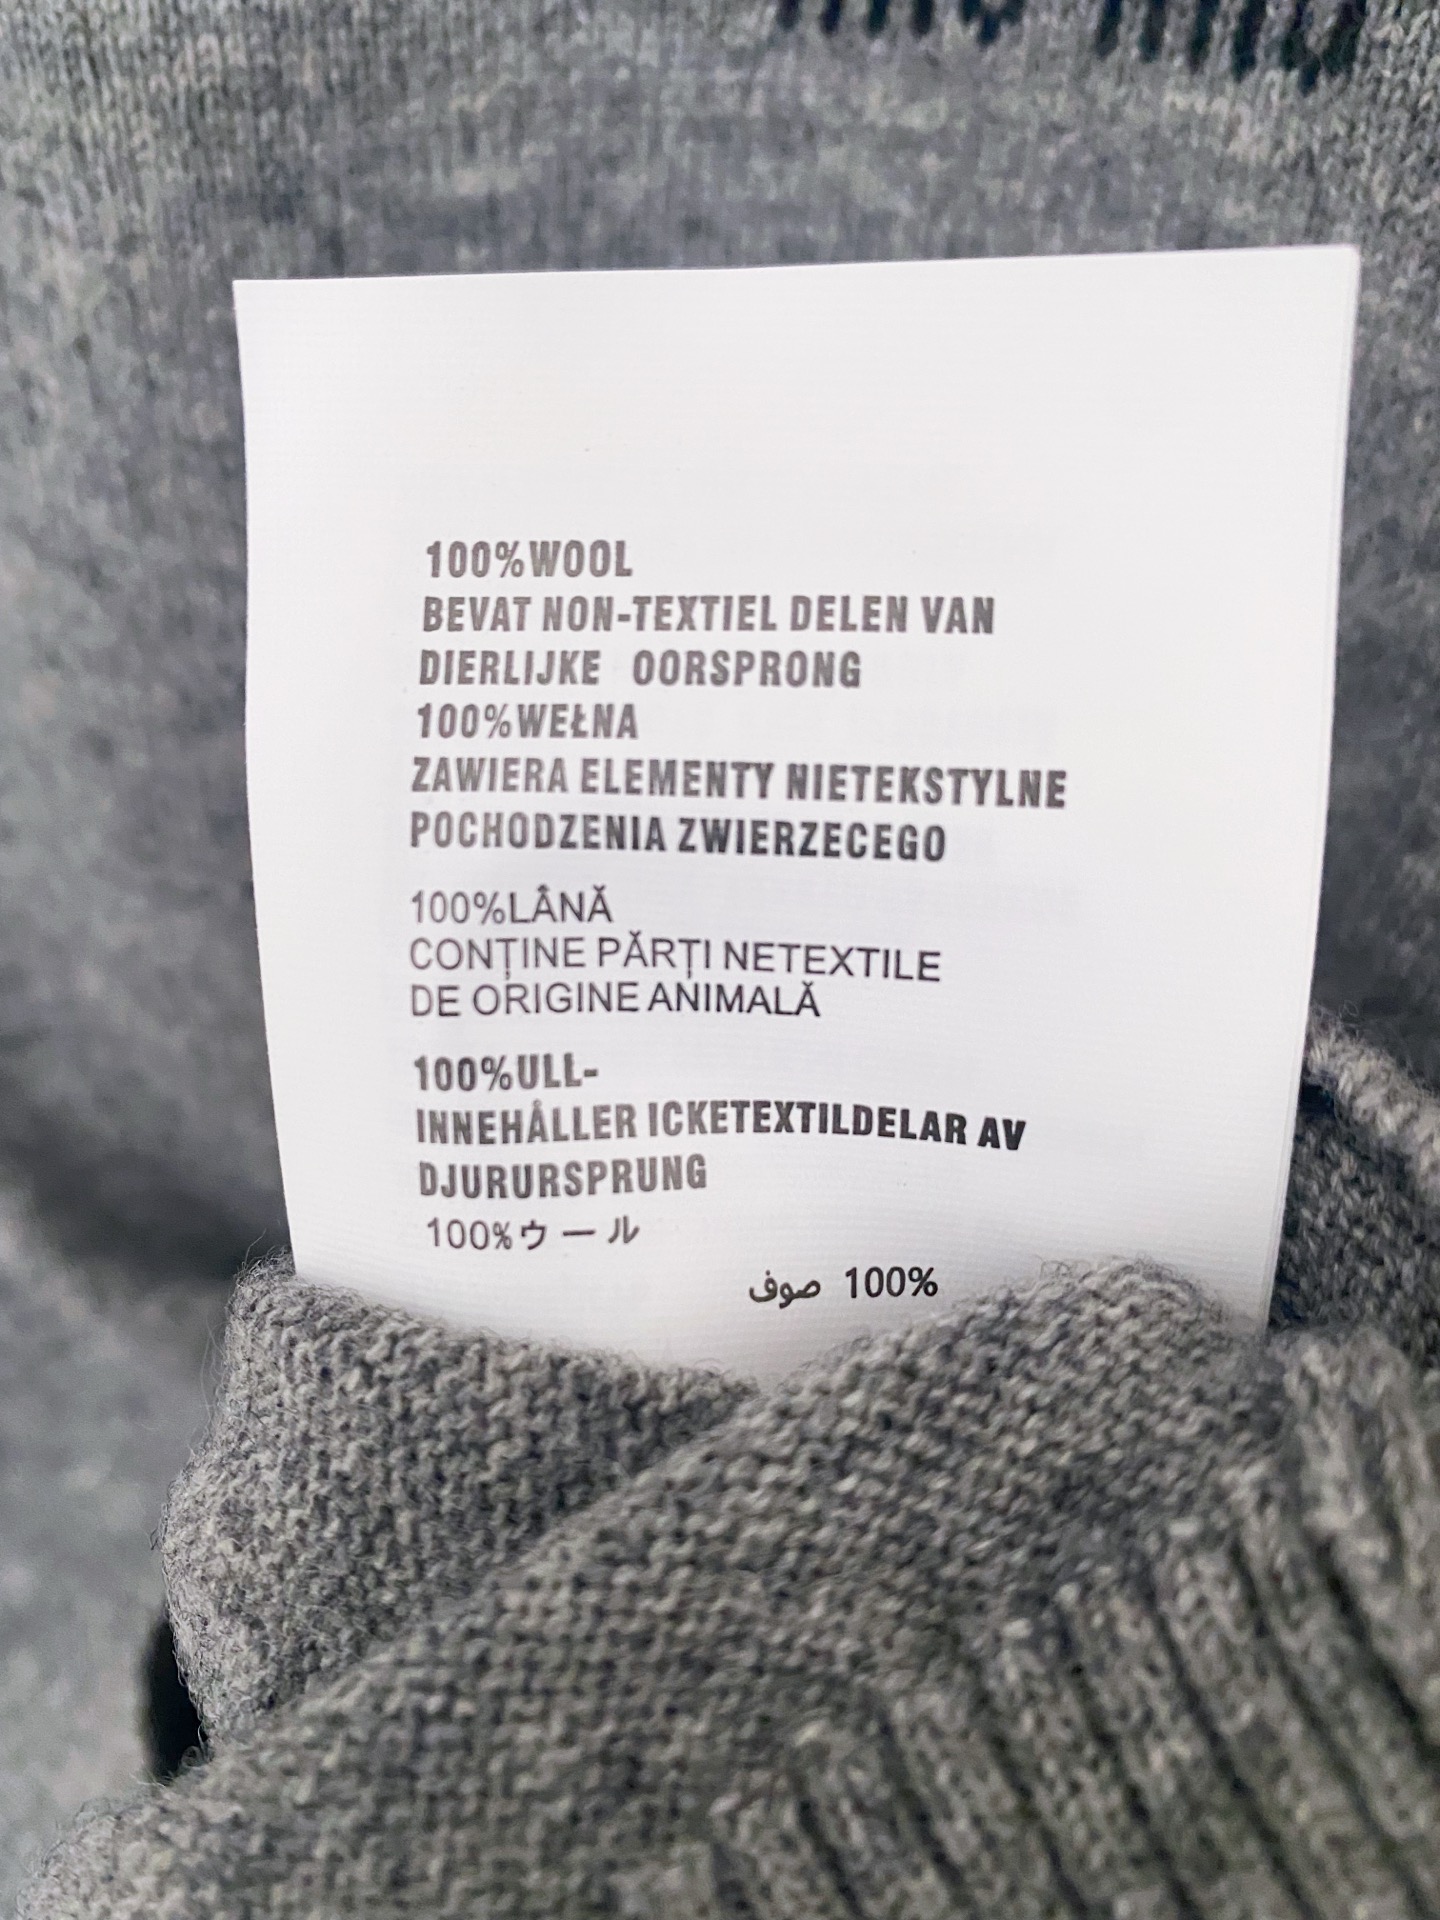 100%WOOL
BEVAT NON-TEXTIEL DELEN VAN
DIERLIJKE OORSPRONG
100%WEŁNA
ZAWIERA ELEMENTY NIETEKSTYLNE
POCHODZENIA ZWIERZECEGO
100%LÂNĂ
CONȚINE PĂRȚI NETEXTILE
DE ORIGINE ANIMALĂ
100%ULL-
INNEHÅLLER ICKETEXTILDELAR AV
DJURURSPRUNG
100%ウール
100% صوف